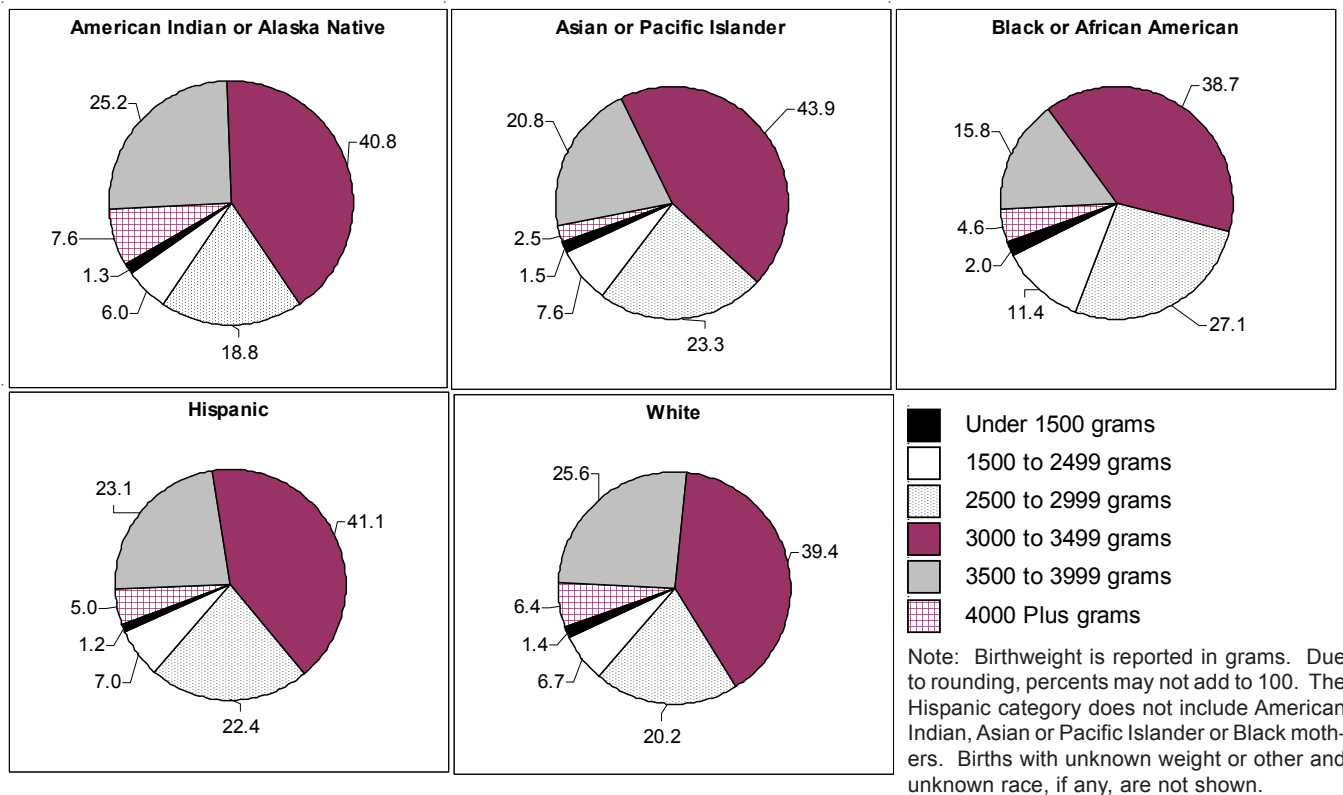 American Indian or Alaska Native
25.2
40.8
7.6
1.3
6.0
18.8
Asian or Pacific Islander
20.8
43.9
2.5
1.5
7.6
23.3
Black or African American
38.7
15.8
4.6
2.0
11.4
27.1
Hispanic
23.1
41.1
5.0
1.2
7.0
22.4
White
25.6
39.4
6.4
1.4
6.7
20.2
Under 1500 grams
1500 to 2499 grams
2500 to 2999 grams
3000 to 3499 grams
3500 to 3999 grams
4000 Plus grams
Note: Birthweight is reported in grams. Due
to rounding, percents may not add to 100. The
Hispanic category does not include American
Indian, Asian or Pacific Islander or Black moth-
ers. Births with unknown weight or other and
unknown race, if any, are not shown.